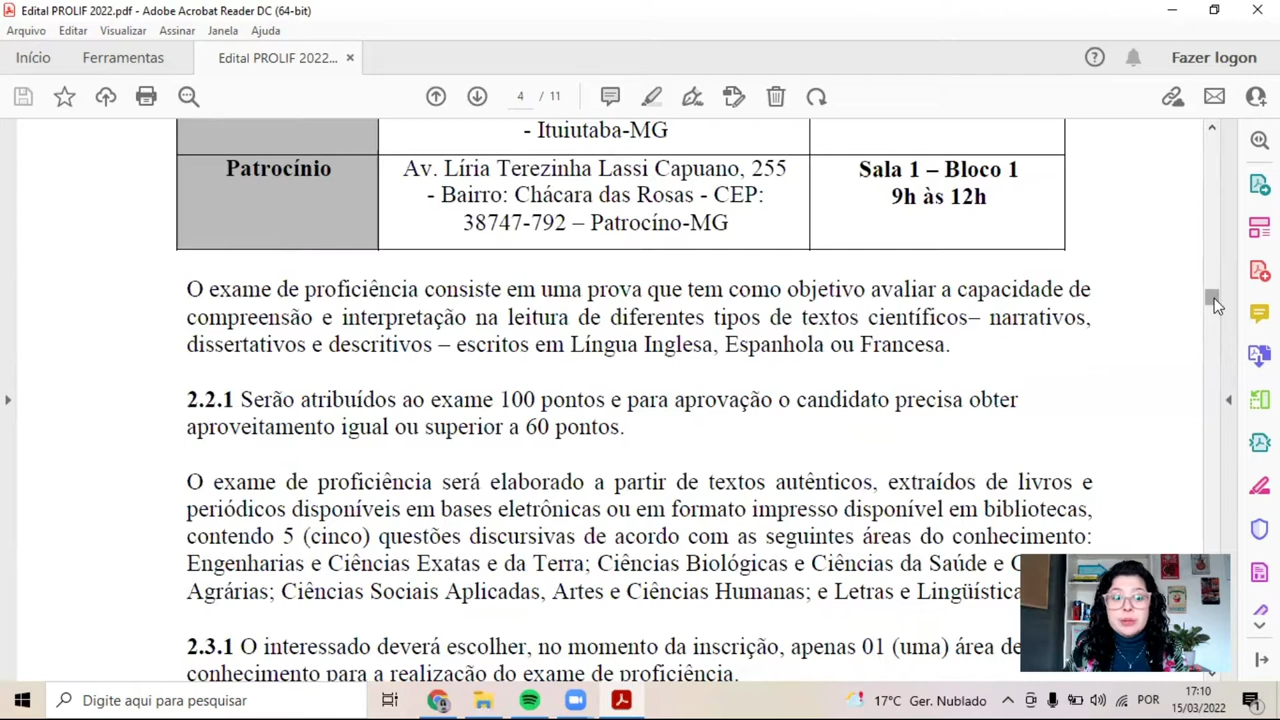 Edital PROLIF 2022.pdf - Adobe Acrobat Reader DC (64-bit)
Arquivo Editar Visualizar Assinar Janela Ajuda
Início Ferramentas Edital PROLIF 2022... × Fazer logon
4 / 11
- Ituiutaba-MG
Patrocínio
Av. Líria Terezinha Lassi Capuano, 255
- Bairro: Chácara das Rosas - CEP:
38747-792 – Patrocíno-MG
Sala 1 – Bloco 1
9h às 12h
O exame de proficiência consiste em uma prova que tem como objetivo avaliar a capacidade de
compreensão e interpretação na leitura de diferentes tipos de textos científicos– narrativos,
dissertativos e descritivos – escritos em Língua Inglesa, Espanhola ou Francesa.
2.2.1 Serão atribuídos ao exame 100 pontos e para aprovação o candidato precisa obter
aproveitamento igual ou superior a 60 pontos.
O exame de proficiência será elaborado a partir de textos autênticos, extraídos de livros e
periódicos disponíveis em bases eletrônicas ou em formato impresso disponível em bibliotecas,
contendo 5 (cinco) questões discursivas de acordo com as seguintes áreas do conhecimento:
Engenharias e Ciências Exatas e da Terra; Ciências Biológicas e Ciências da Saúde e
Agrárias; Ciências Sociais Aplicadas, Artes e Ciências Humanas; e Letras e
2.3.1 O interessado deverá escolher, no momento da inscrição, apenas 01 (uma) área de
conhecimento para a realização do exame de proficiência.
Digite aqui para pesquisar
17°C Ger. Nublado
POR
17:10
15/03/2022